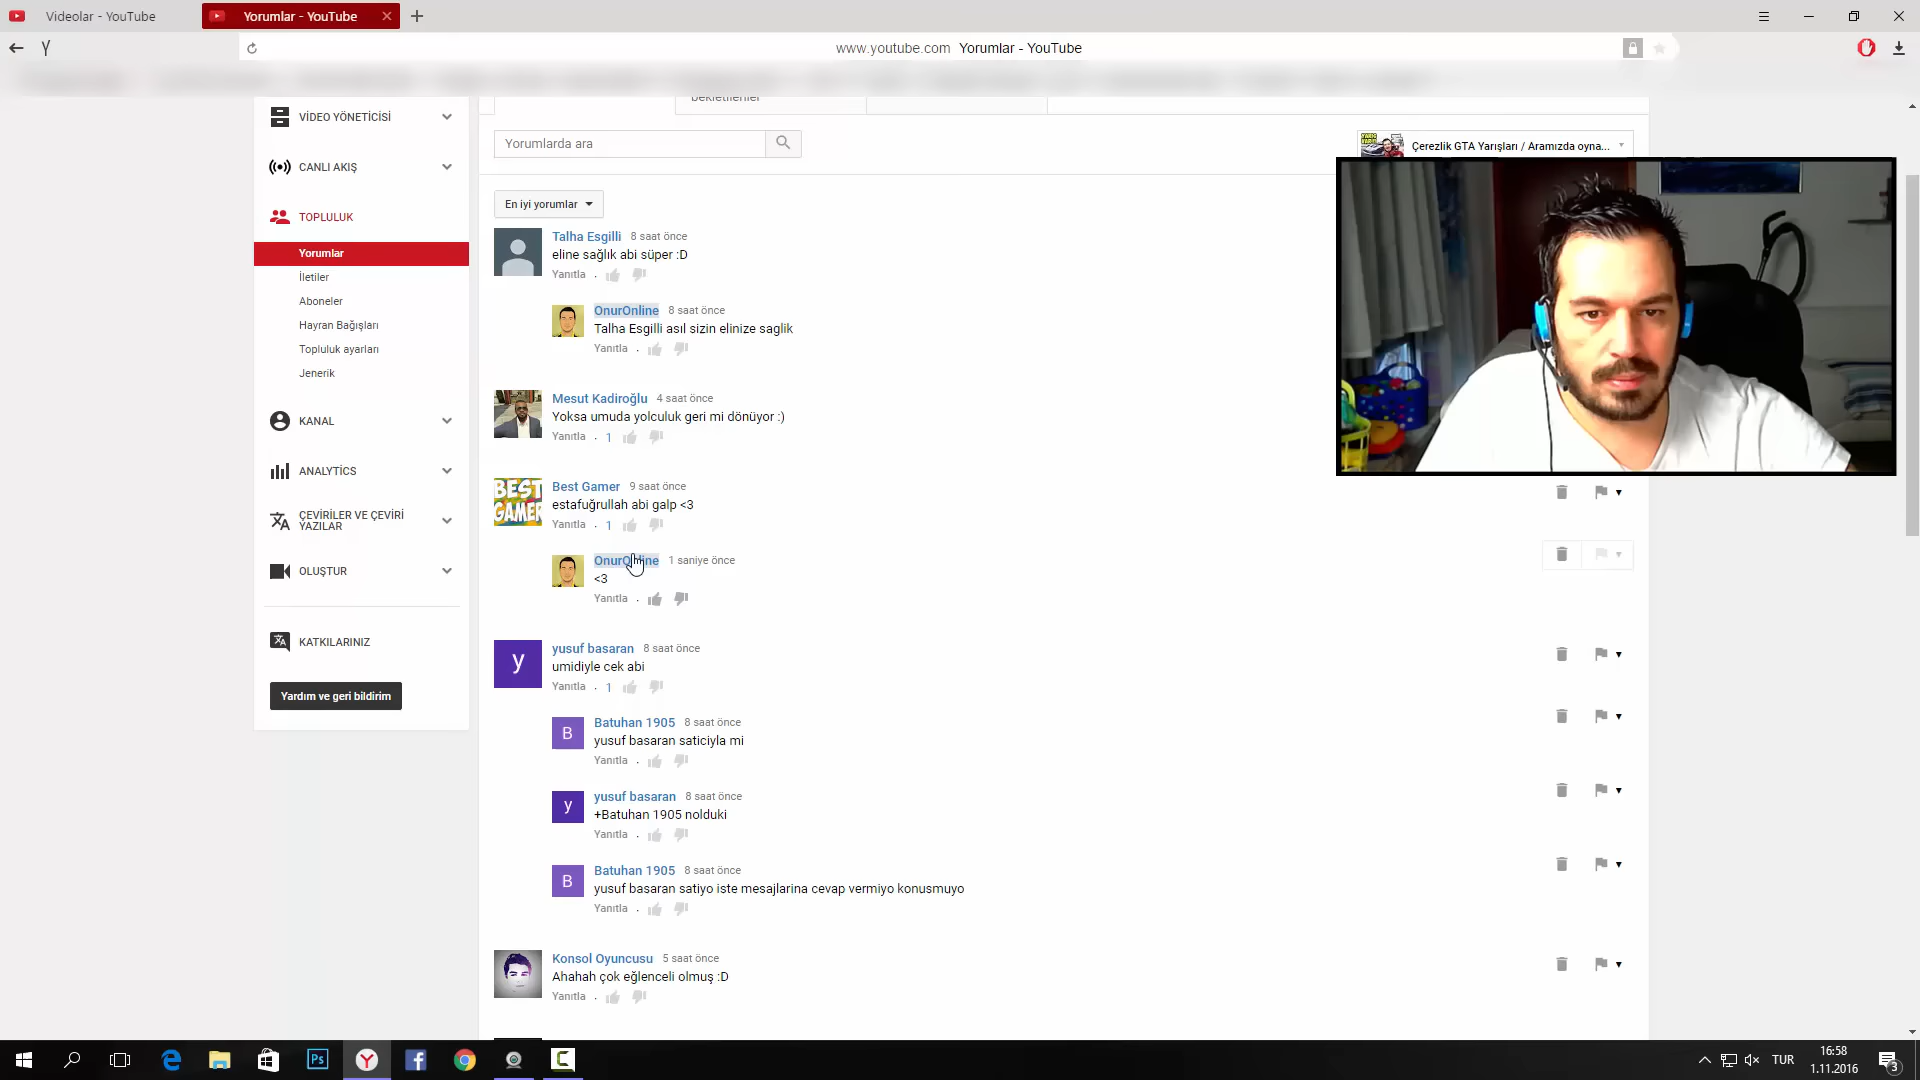 Videolar - YouTube
Yorumlar - YouTube
www.youtube.com Yorumlar - YouTube
VİDEO YÖNETİCİSİ
CANLI AKIŞ
TOPLULUK
Yorumlar
İletiler
Aboneler
Hayran Bağışları
Topluluk ayarları
Jenerik
KANAL
ANALYTICS
ÇEVİRİLER VE ÇEVİRİ
YAZILAR
OLUŞTUR
KATKILARINIZ
Yardım ve geri bildirim
bekletilenler
Yorumlarda ara
Çerezlik GTA Yarışları / Aramızda oyna...
En iyi yorumlar
Talha Esgilli 8 saat önce
eline sağlık abi süper :D
Yanıtla
OnurOnline 8 saat önce
Talha Esgilli asıl sizin elinize saglik
Yanıtla
Mesut Kadiroğlu 4 saat önce
Yoksa umuda yolculuk geri mi dönüyor :)
Yanıtla 1
BEST
GAMER
Best Gamer 9 saat önce
estafuğrullah abi galp <3
Yanıtla 1
OnurOnline 1 saniye önce
<3
Yanıtla
y
yusuf basaran 8 saat önce
umidiyle cek abi
Yanıtla 1
B
Batuhan 1905 8 saat önce
yusuf basaran saticiyla mi
Yanıtla
y
yusuf basaran 8 saat önce
+Batuhan 1905 nolduki
Yanıtla
B
Batuhan 1905 8 saat önce
yusuf basaran satiyo iste mesajlarina cevap vermiyo konusmuyo
Yanıtla
Konsol Oyuncusu 5 saat önce
Ahahah çok eğlenceli olmuş :D
Yanıtla
Ps
TUR
16:58
1.11.2016
3